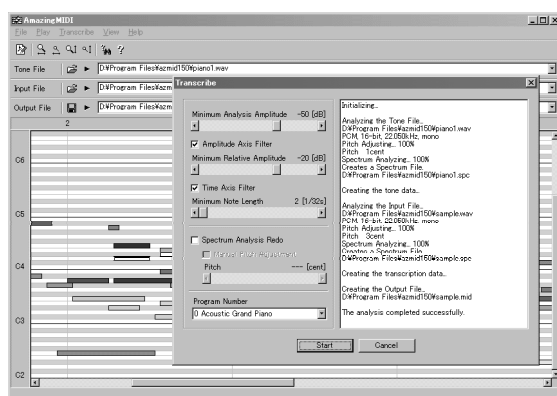 AmazingMIDI
File Play Transcribe View Help
Tone File D:¥Program Files¥azmid150¥piano1.wav
Input File D:¥Program Files¥azm
Output File D:¥Program Files¥azm
2
C6
C5
C4
C3
C2
Transcribe
Minimum Analysis Amplitude -50 [dB]
Amplitude Axis Filter
Minimum Relative Amplitude -20 [dB]
Time Axis Filter
Minimum Note Length 2 [1/32s]
Spectrum Analysis Redo
Manual Pitch Adjustment
Pitch --- [cent]
Program Number
0 Acoustic Grand Piano
Initializing...
Analyzing the Tone File...
D:¥Program Files¥azmid150¥piano1.wav
PCM, 16-bit, 22.050kHz, mono
Pitch Adjusting... 100%
Pitch 1cent
Spectrum Analyzing... 100%
Creates a Spectrum File.
D:¥Program Files¥azmid150¥piano1.spc
Creating the tone data...
Analyzing the Input File...
D:¥Program Files¥azmid150¥sample.wav
PCM, 16-bit, 22.050kHz, mono
Pitch Adjusting... 100%
Pitch 3cent
Spectrum Analyzing... 100%
Creates a Spectrum File.
D:¥Program Files¥azmid150¥sample.spc
Creating the transcription data...
Creating the Output File...
D:¥Program Files¥azmid150¥sample.mid
The analysis completed successfully.
Start Cancel